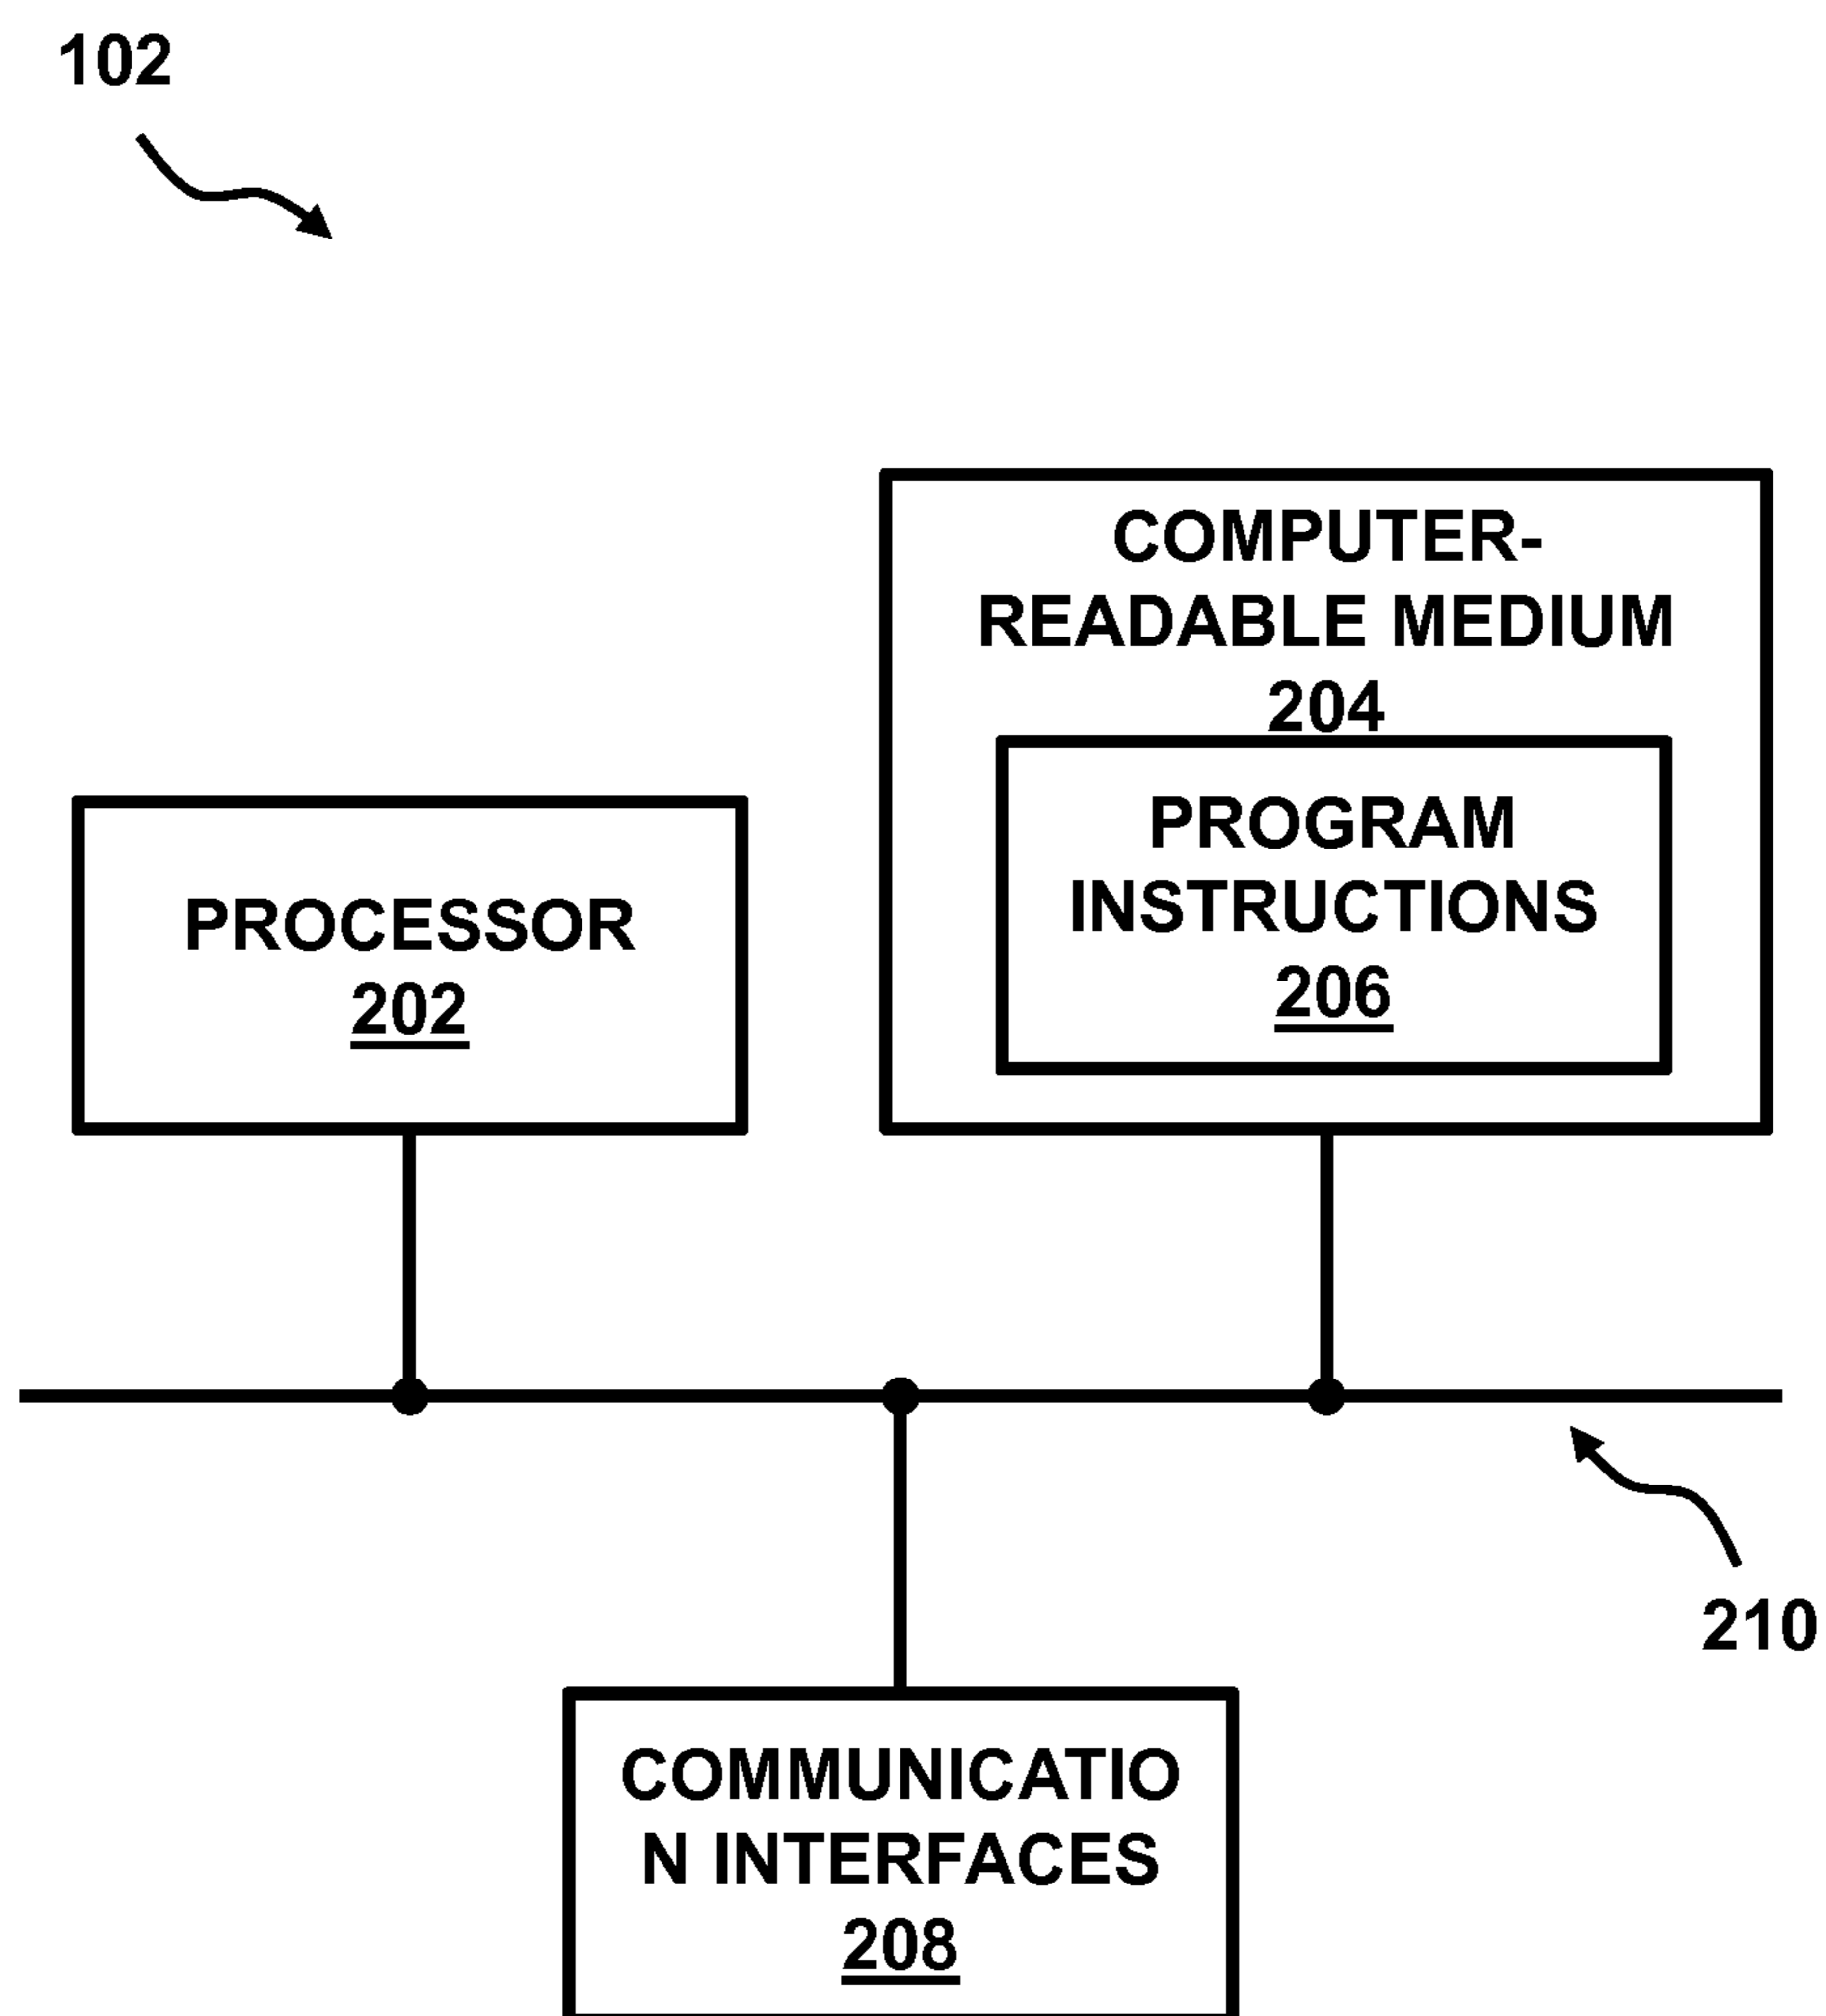 102
COMPUTER-
READABLE MEDIUM
204
PROGRAM
INSTRUCTIONS
206
PROCESSOR
202
210
COMMUNICATIO
N INTERFACES
208